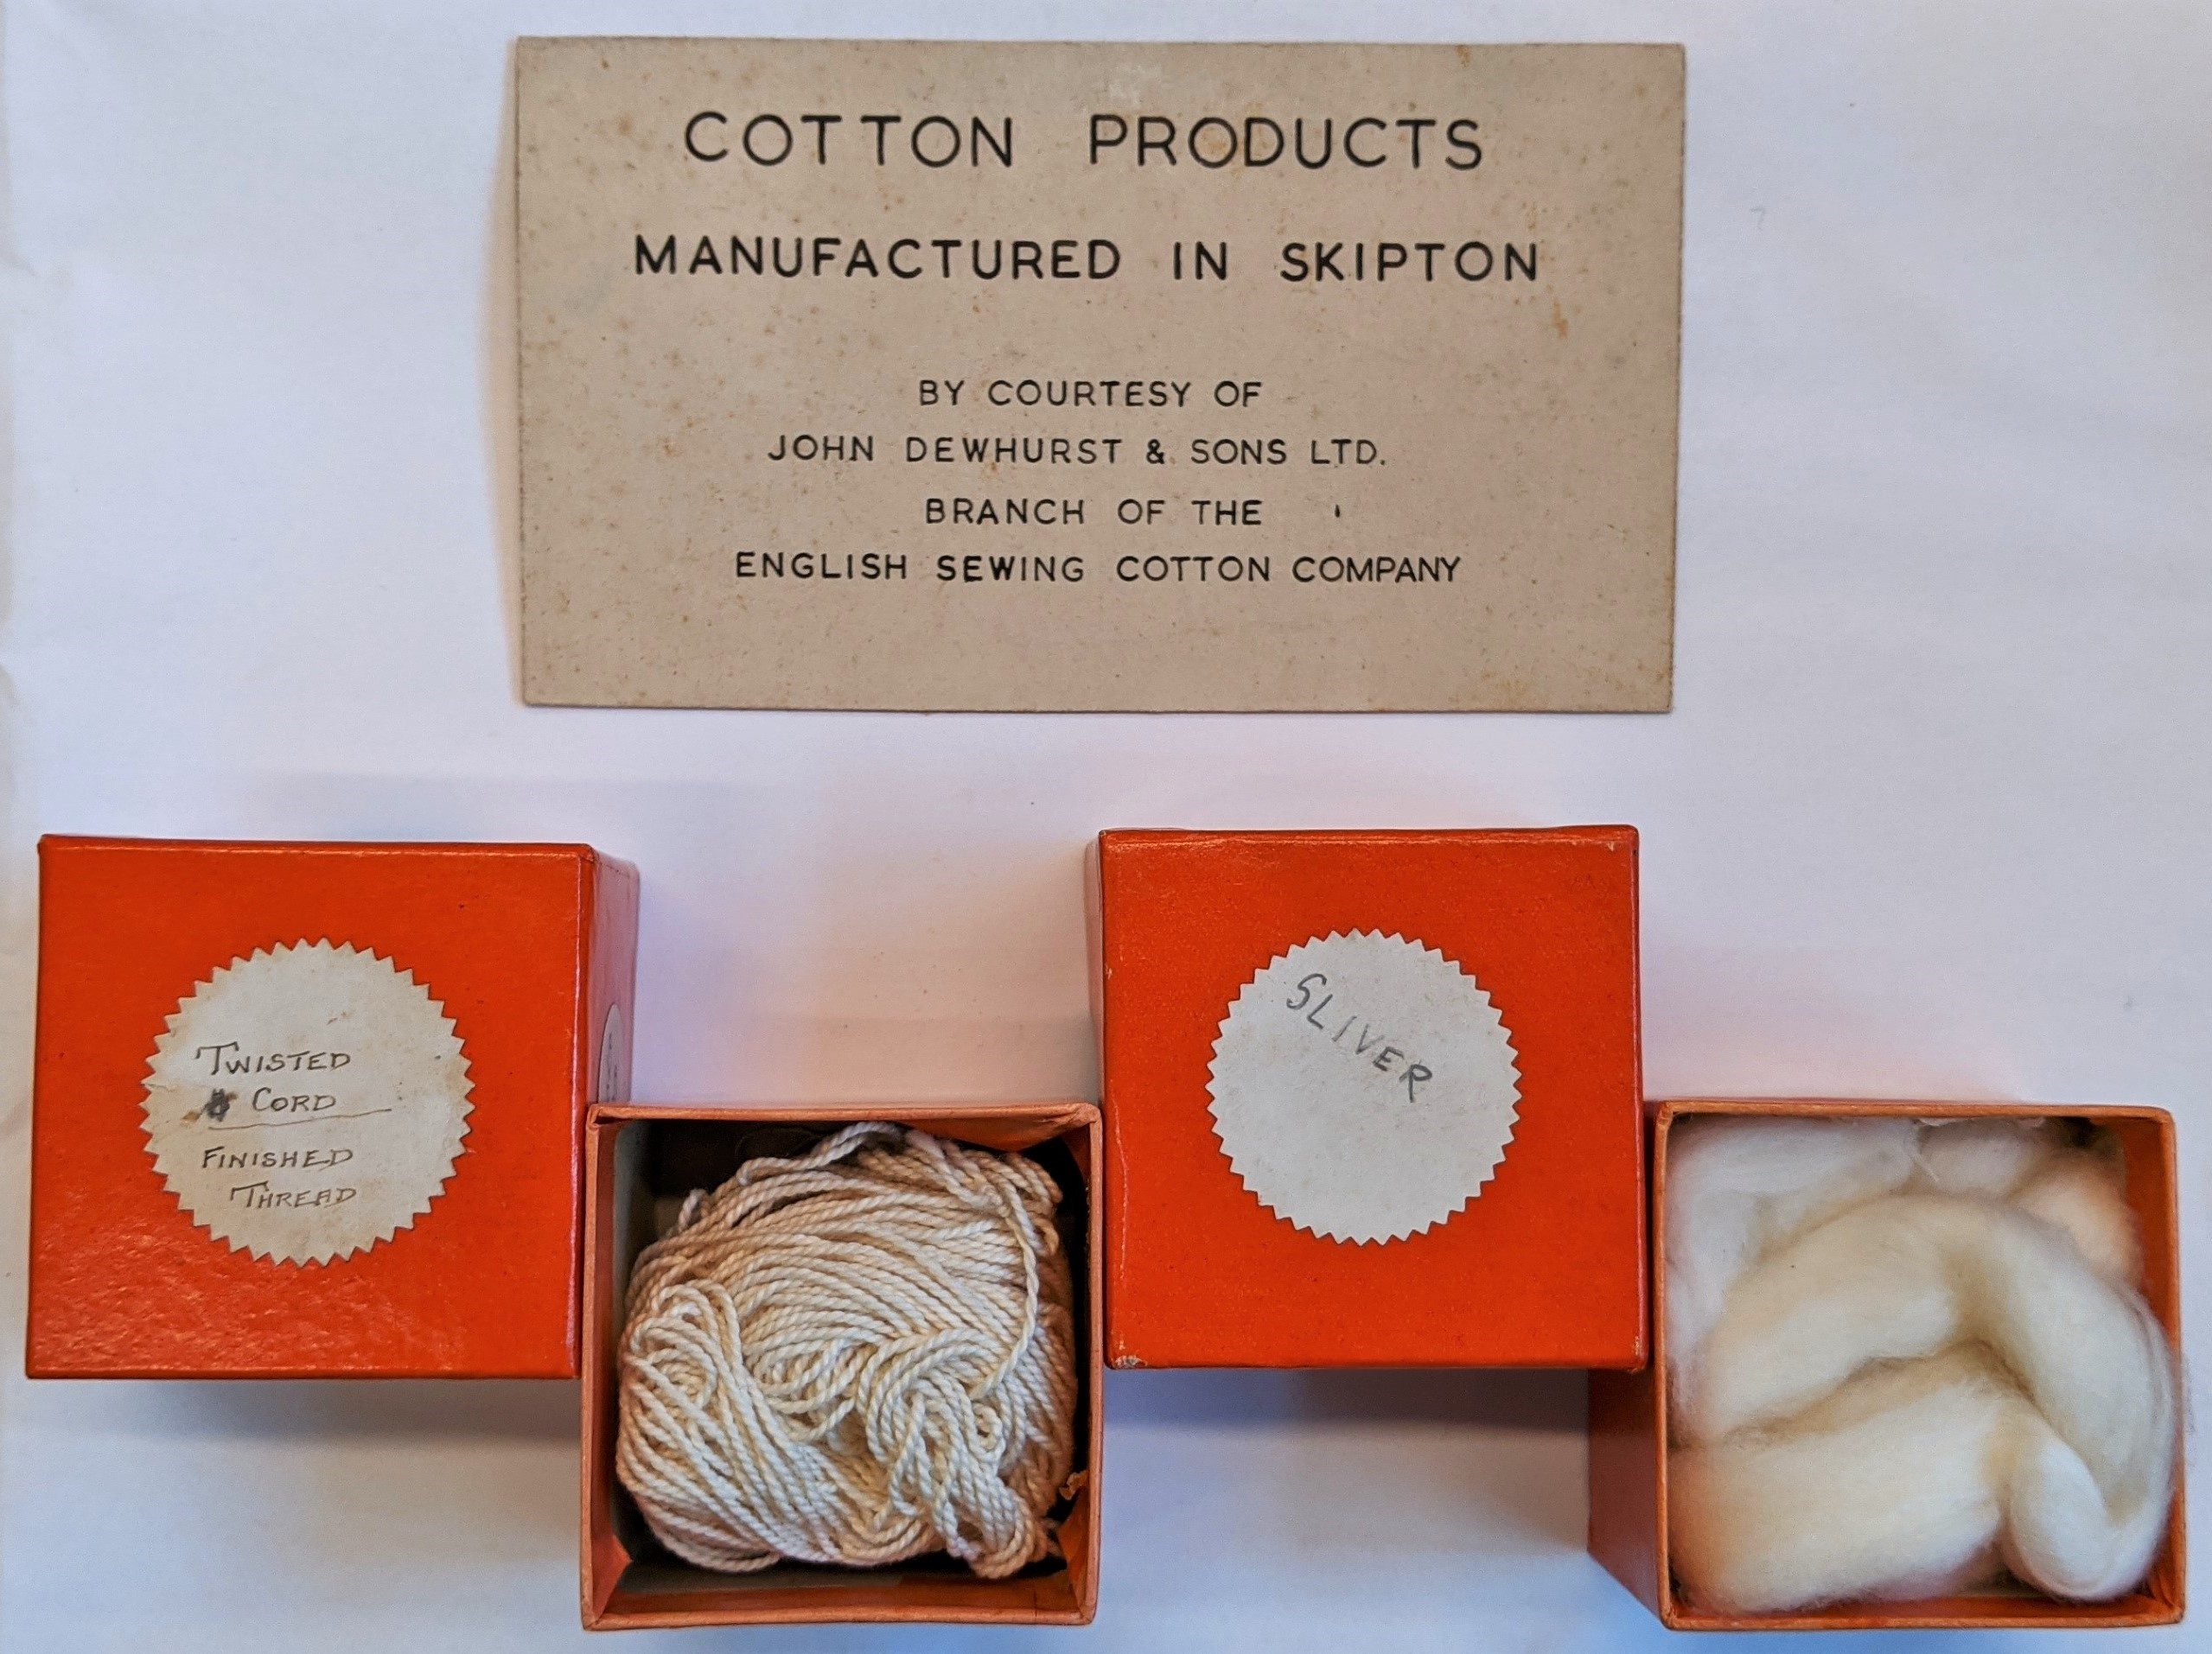 COTTON PRODUCTS
MANUFACTURED IN SKIPTON
BY COURTESY OF
JOHN DEWHURST & SONS LTD.
BRANCH OF THE
ENGLISH SEWING COTTON COMPANY
TWISTED
CORD
FINISHED
THREAD
SLIVER